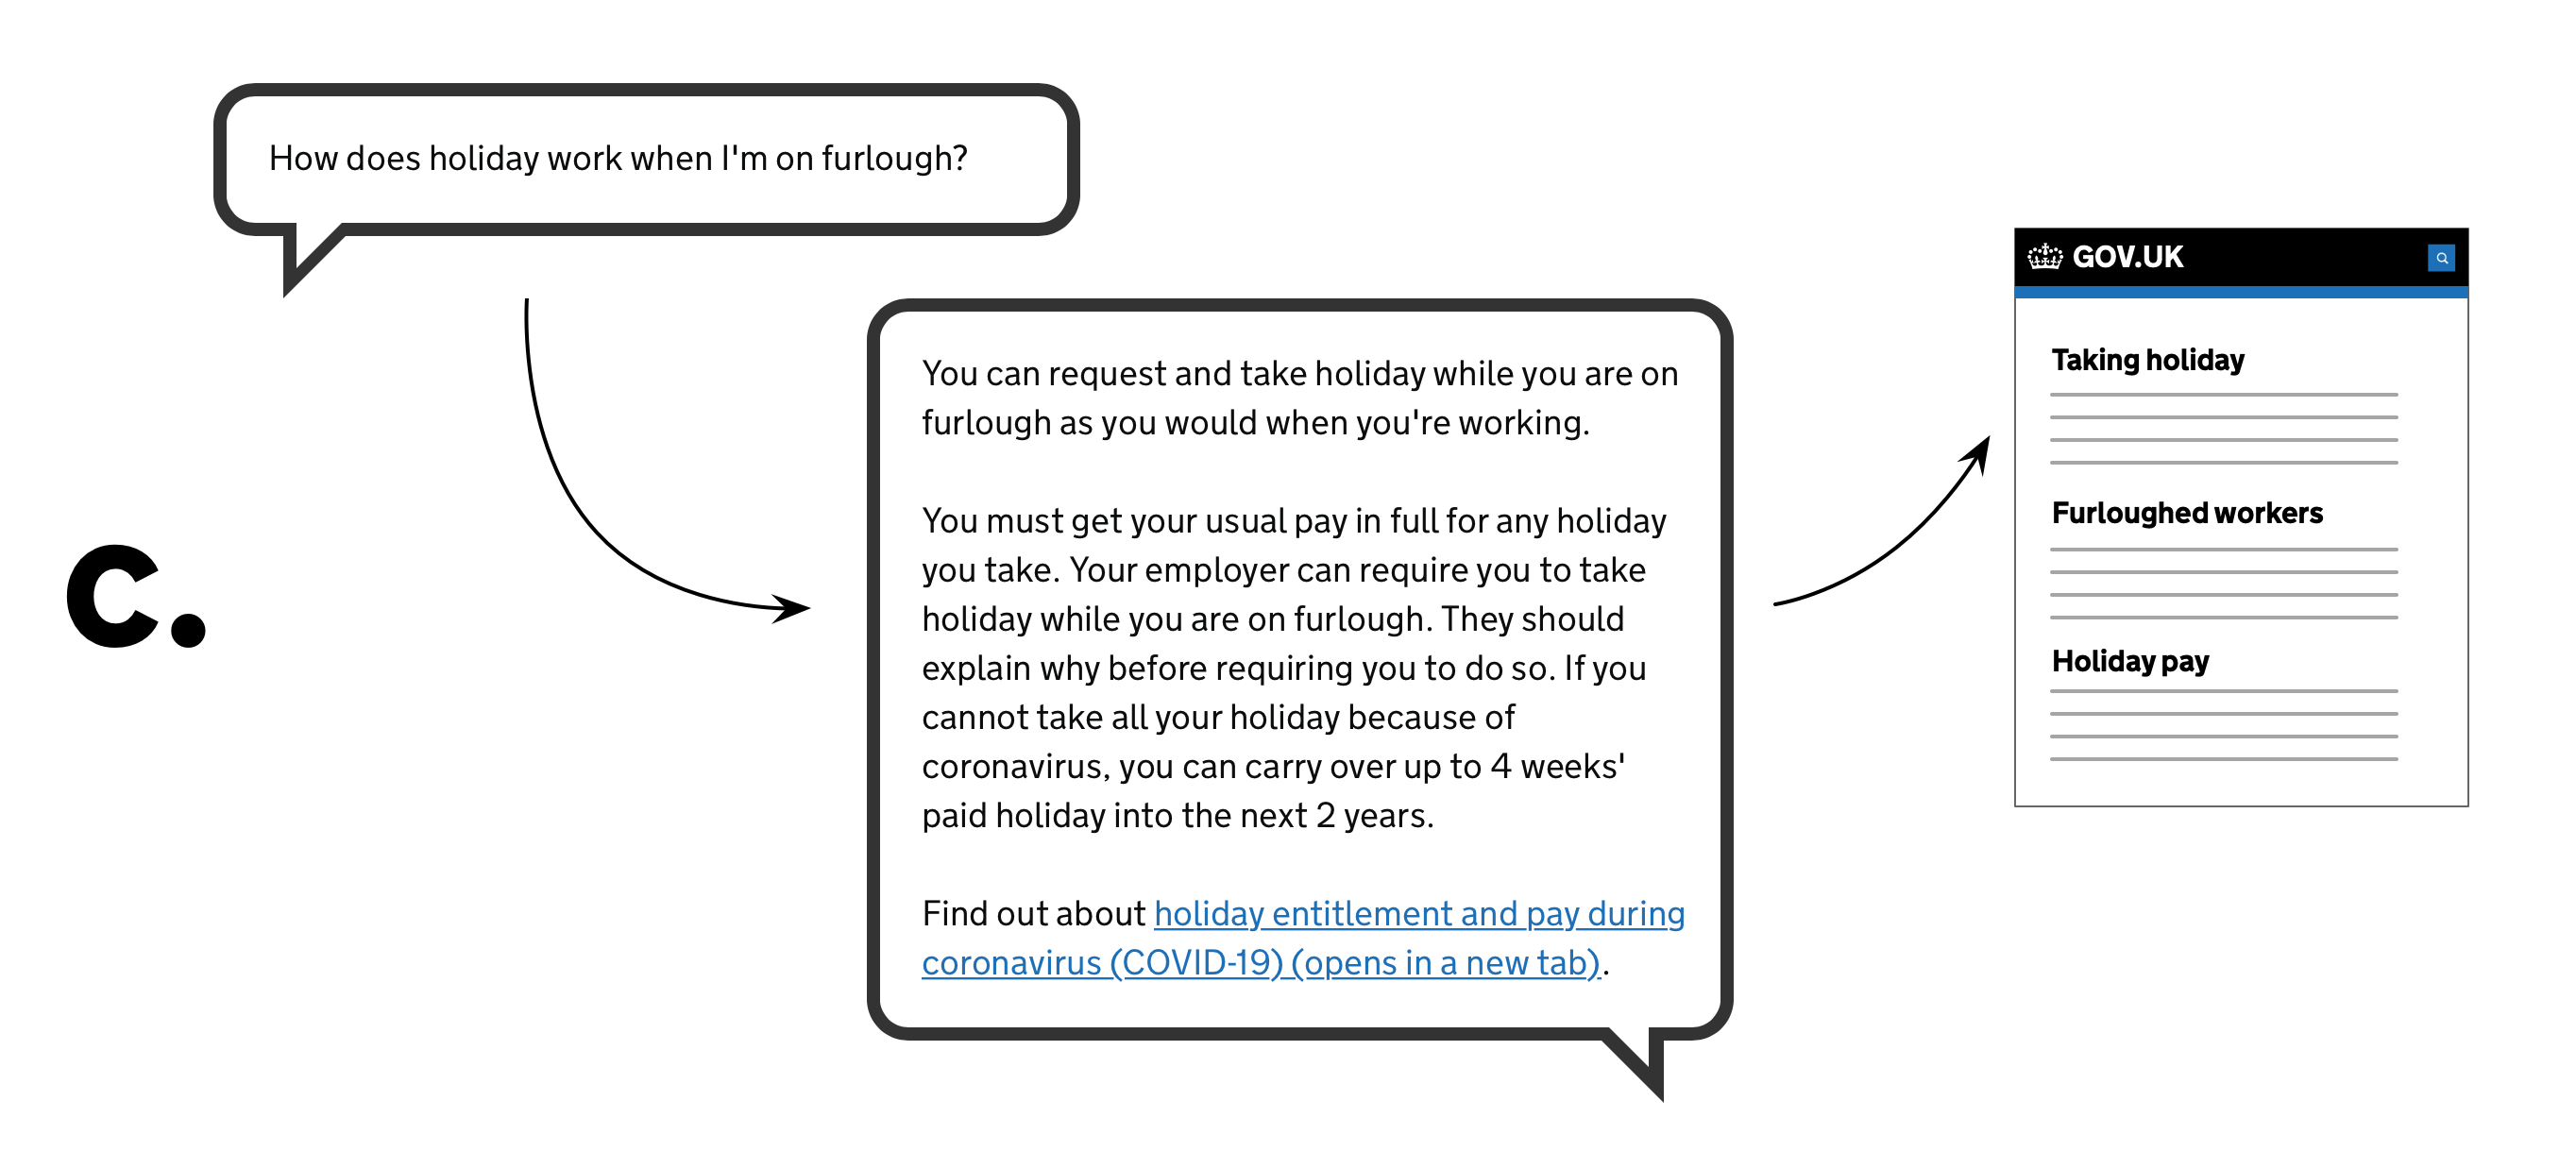 How does holiday work when I'm on furlough?
c.
You can request and take holiday while you are on
furlough as you would when you're working.
You must get your usual pay in full for any holiday
you take. Your employer can require you to take
holiday while you are on furlough. They should
explain why before requiring you to do so. If you
cannot take all your holiday because of
coronavirus, you can carry over up to 4 weeks'
paid holiday into the next 2 years.
Find out about holiday entitlement and pay during
coronavirus (COVID-19) (opens in a new tab).
GOV.UK
Taking holiday
Furloughed workers
Holiday pay